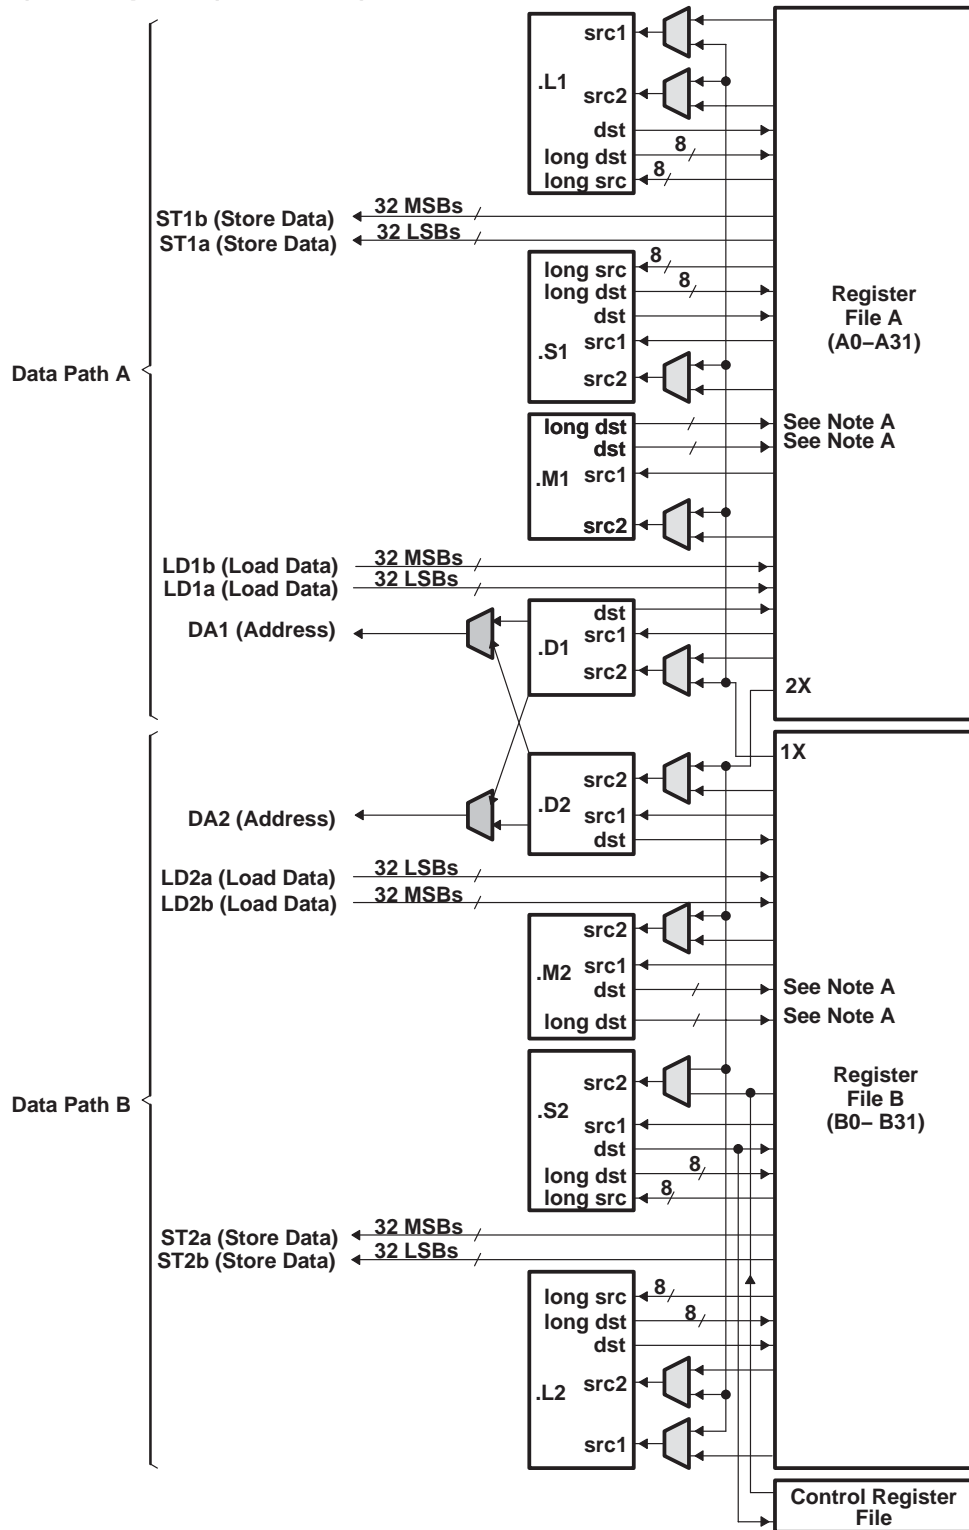 src1
.L1
src2
dst
8
long dst
8
long src
32 MSBs
ST1b (Store Data)
32 LSBs
ST1a (Store Data)
8
long src
8
long dst
dst
Register
File A
(A0–A31)
src1
.S1
src2
Data Path A
long dst
See Note A
dst
See Note A
src1
.M1
src2
32 MSBs
LD1b (Load Data)
32 LSBs
LD1a (Load Data)
dst
DA1 (Address)
src1
.D1
src2
2X
1X
src2
.D2
src1
DA2 (Address)
dst
32 LSBs
LD2a (Load Data)
32 MSBs
LD2b (Load Data)
src2
src1
.M2
dst
See Note A
long dst
See Note A
src2
Register
File B
(B0– B31)
Data Path B
.S2
src1
dst
8
long dst
8
long src
32 MSBs
ST2a (Store Data)
32 LSBs
ST2b (Store Data)
8
long src
8
long dst
dst
src2
.L2
src1
Control Register
File